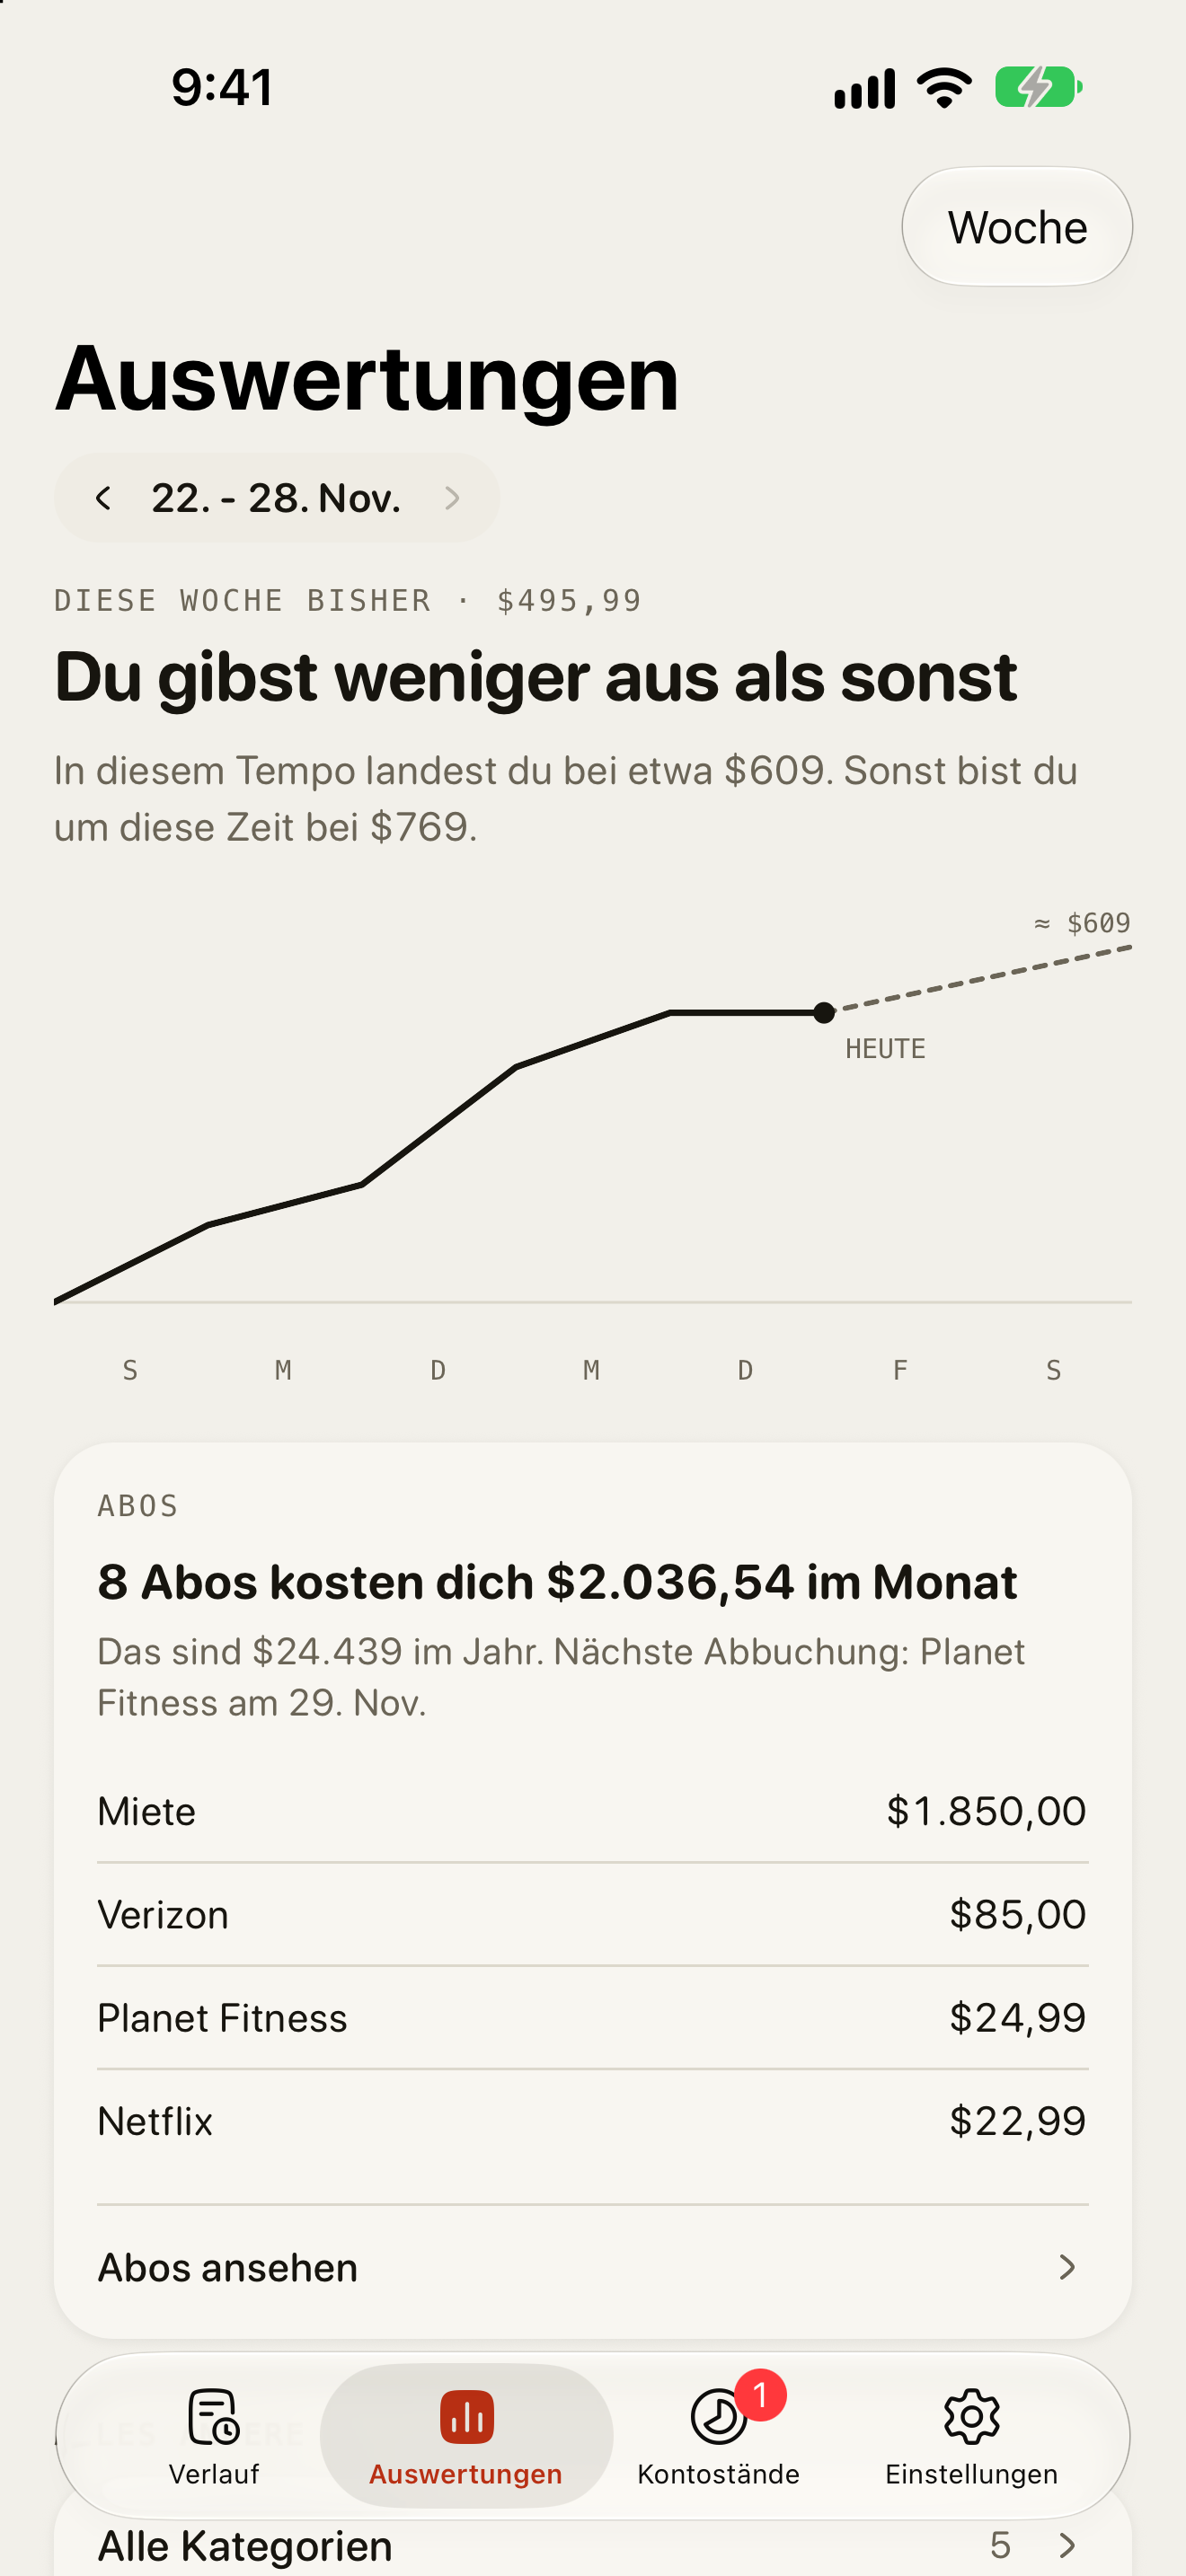 9:41
Woche
Auswertungen
22. - 28. Nov.
DIESE WOCHE BISHER · $495,99
Du gibst weniger aus als sonst
In diesem Tempo landest du bei etwa $609. Sonst bist du
um diese Zeit bei $769.
≈ $609
HEUTE
S M D M D F S
ABOS
8 Abos kosten dich $2.036,54 im Monat
Das sind $24.439 im Jahr. Nächste Abbuchung: Planet
Fitness am 29. Nov.
Miete $1.850,00
Verizon $85,00
Planet Fitness $24,99
Netflix $22,99
Abos ansehen
1
Verlauf Auswertungen Kontostände Einstellungen
Alle Kategorien 5